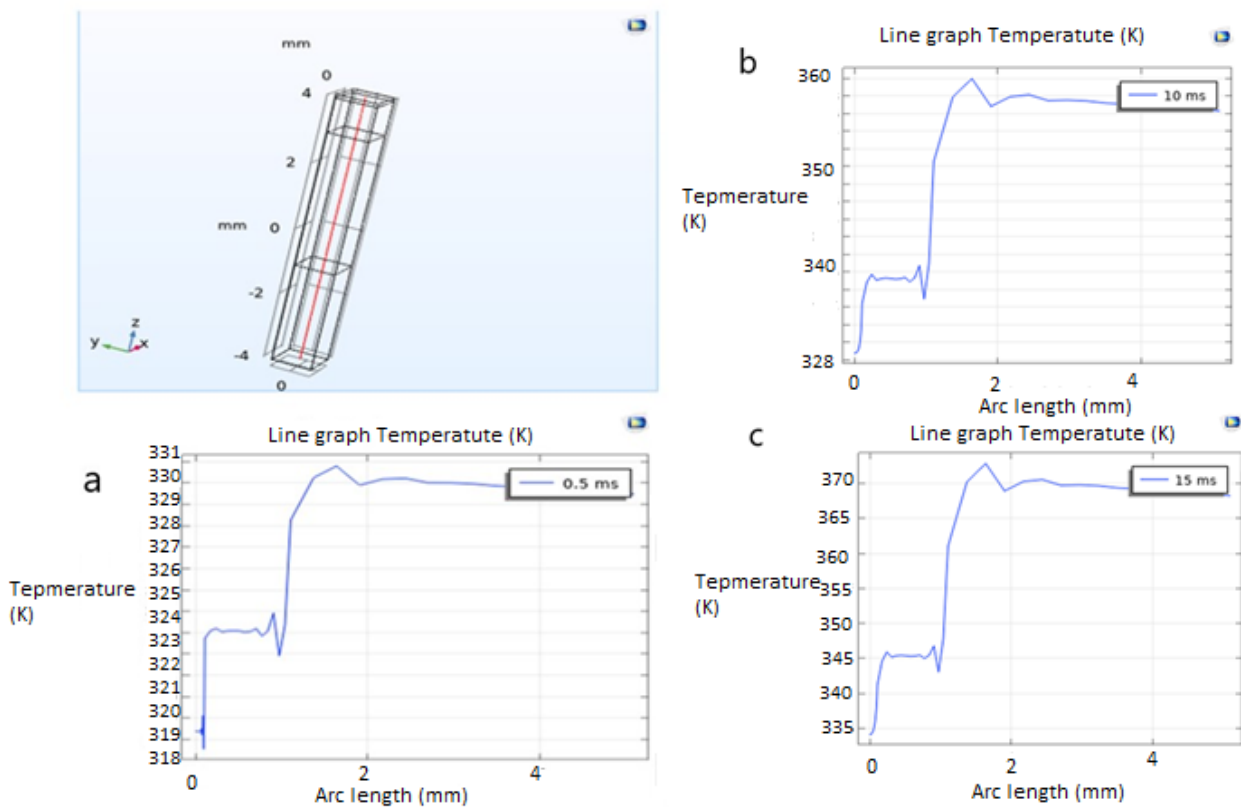 mm
0
4
2
mm
0
-2
-4
0
z
y
x
b
Line graph Temperatute (K)
10 ms
360
350
340
328
Tepmerature
(K)
0
2
4
Arc length (mm)
a
Line graph Temperatute (K)
0.5 ms
331
330
329
328
327
326
325
324
323
322
321
320
319
318
Tepmerature
(K)
0
2
4
Arc length (mm)
c
Line graph Temperatute (K)
15 ms
370
365
360
355
350
345
340
335
Tepmerature
(K)
0
2
4
Arc length (mm)